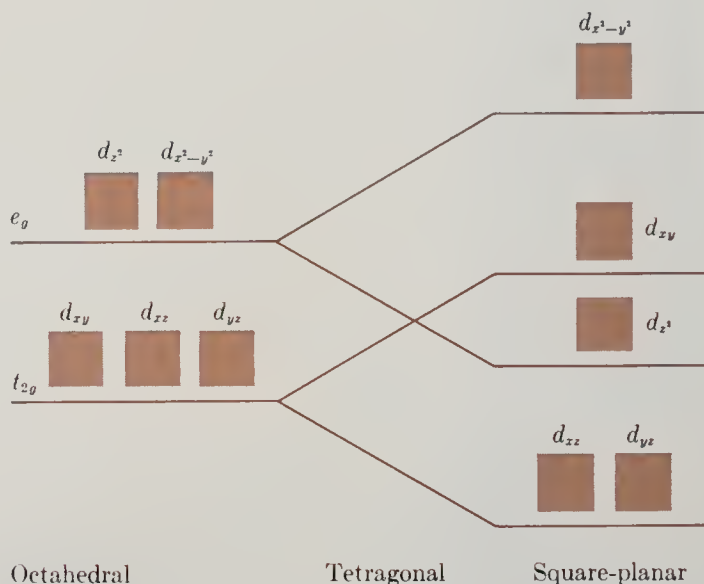 d_{x²−y²}
d_{z²} d_{x²−y²}
e_g
d_{xy}
d_{z²}
d_{xy} d_{xz} d_{yz}
t_{2g}
d_{xz} d_{yz}
Octahedral Tetragonal Square-planar